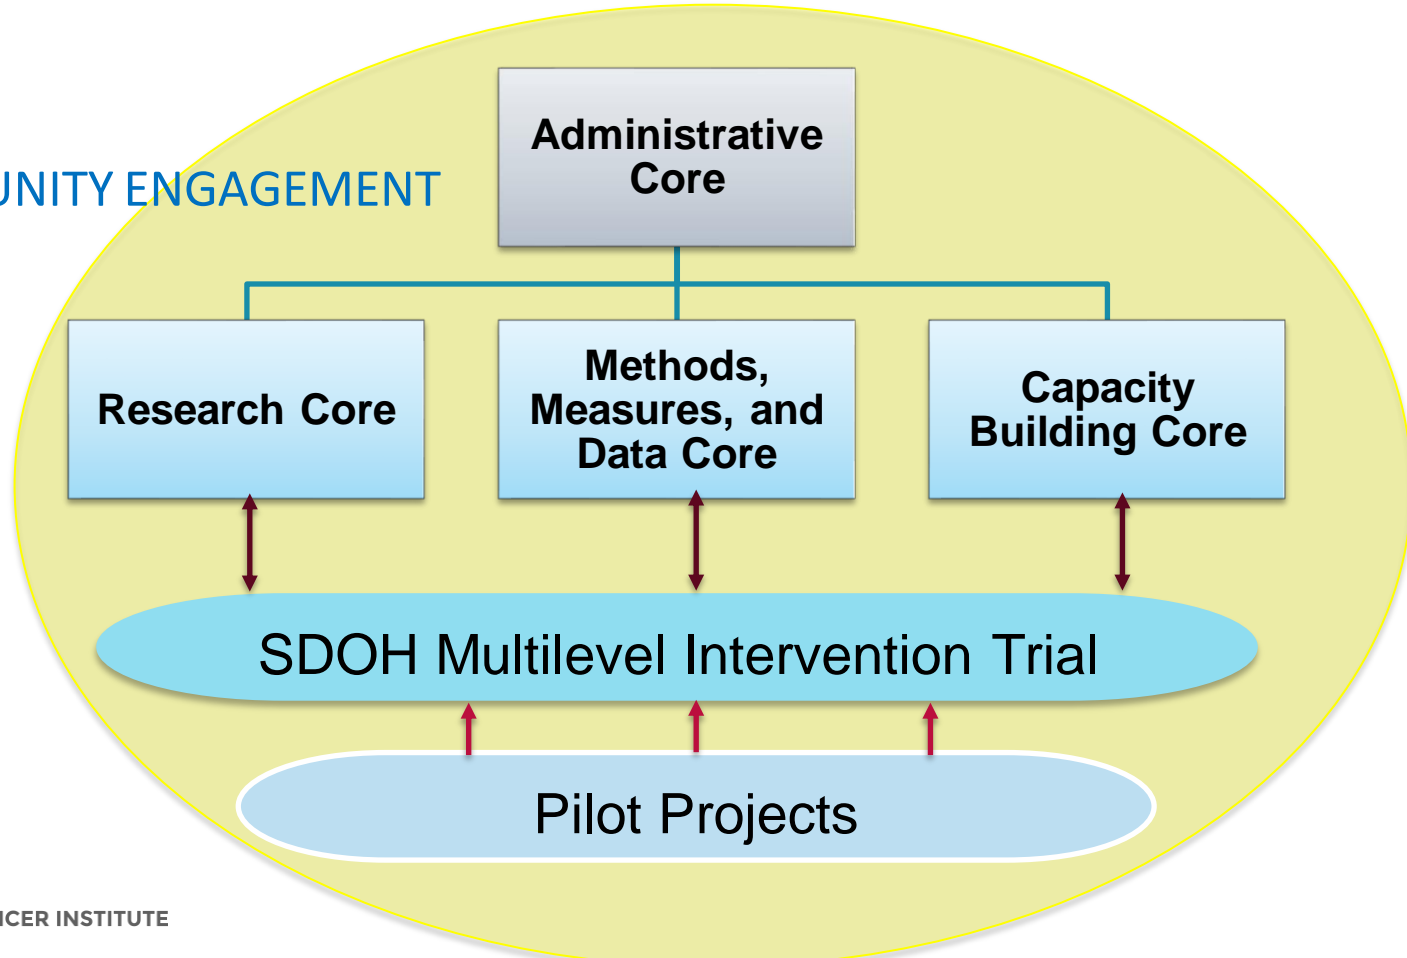 Administrative
Core
UNITY ENGAGEMENT
Research Core
Methods,
Measures, and
Data Core
Capacity
Building Core
SDOH Multilevel Intervention Trial
Pilot Projects
NCER INSTITUTE